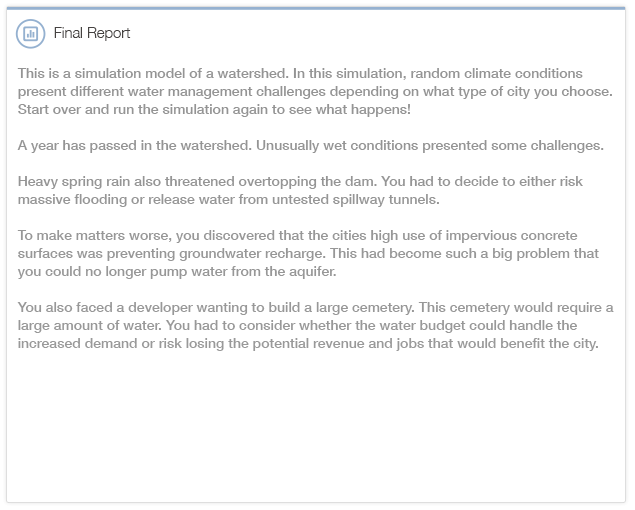 Final Report
This is a simulation model of a watershed. In this simulation, random climate conditions
present different water management challenges depending on what type of city you choose.
Start over and run the simulation again to see what happens!
A year has passed in the watershed. Unusually wet conditions presented some challenges.
Heavy spring rain also threatened overtopping the dam. You had to decide to either risk
massive flooding or release water from untested spillway tunnels.
To make matters worse, you discovered that the cities high use of impervious concrete
surfaces was preventing groundwater recharge. This had become such a big problem that
you could no longer pump water from the aquifer.
You also faced a developer wanting to build a large cemetery. This cemetery would require a
large amount of water. You had to consider whether the water budget could handle the
increased demand or risk losing the potential revenue and jobs that would benefit the city.